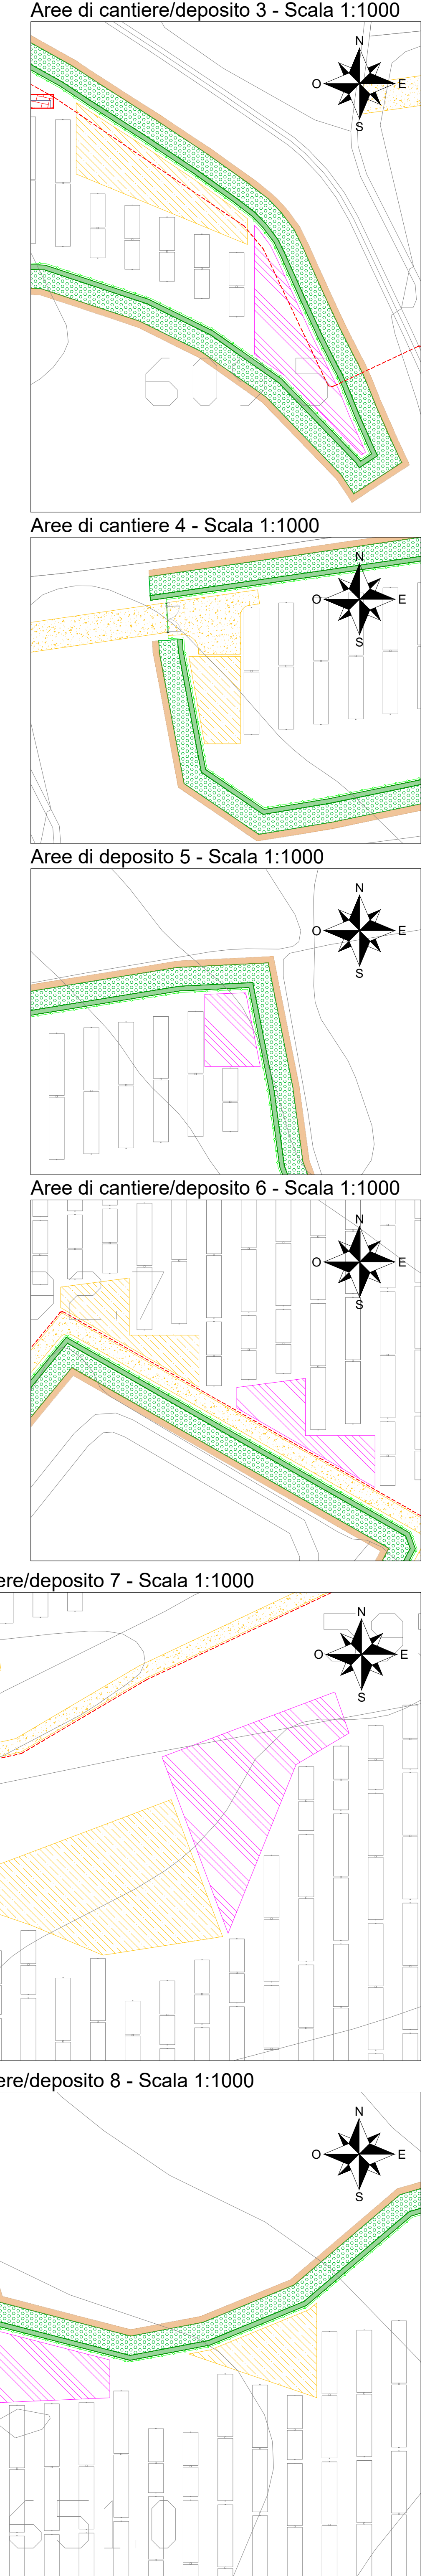 Aree di cantiere/deposito 3 - Scala 1:1000
N
O E
S
Aree di cantiere 4 - Scala 1:1000
N
O E
S
Aree di deposito 5 - Scala 1:1000
N
O E
S
Aree di cantiere/deposito 6 - Scala 1:1000
N
O E
S
ere/deposito 7 - Scala 1:1000
N
O E
S
ere/deposito 8 - Scala 1:1000
N
O E
S